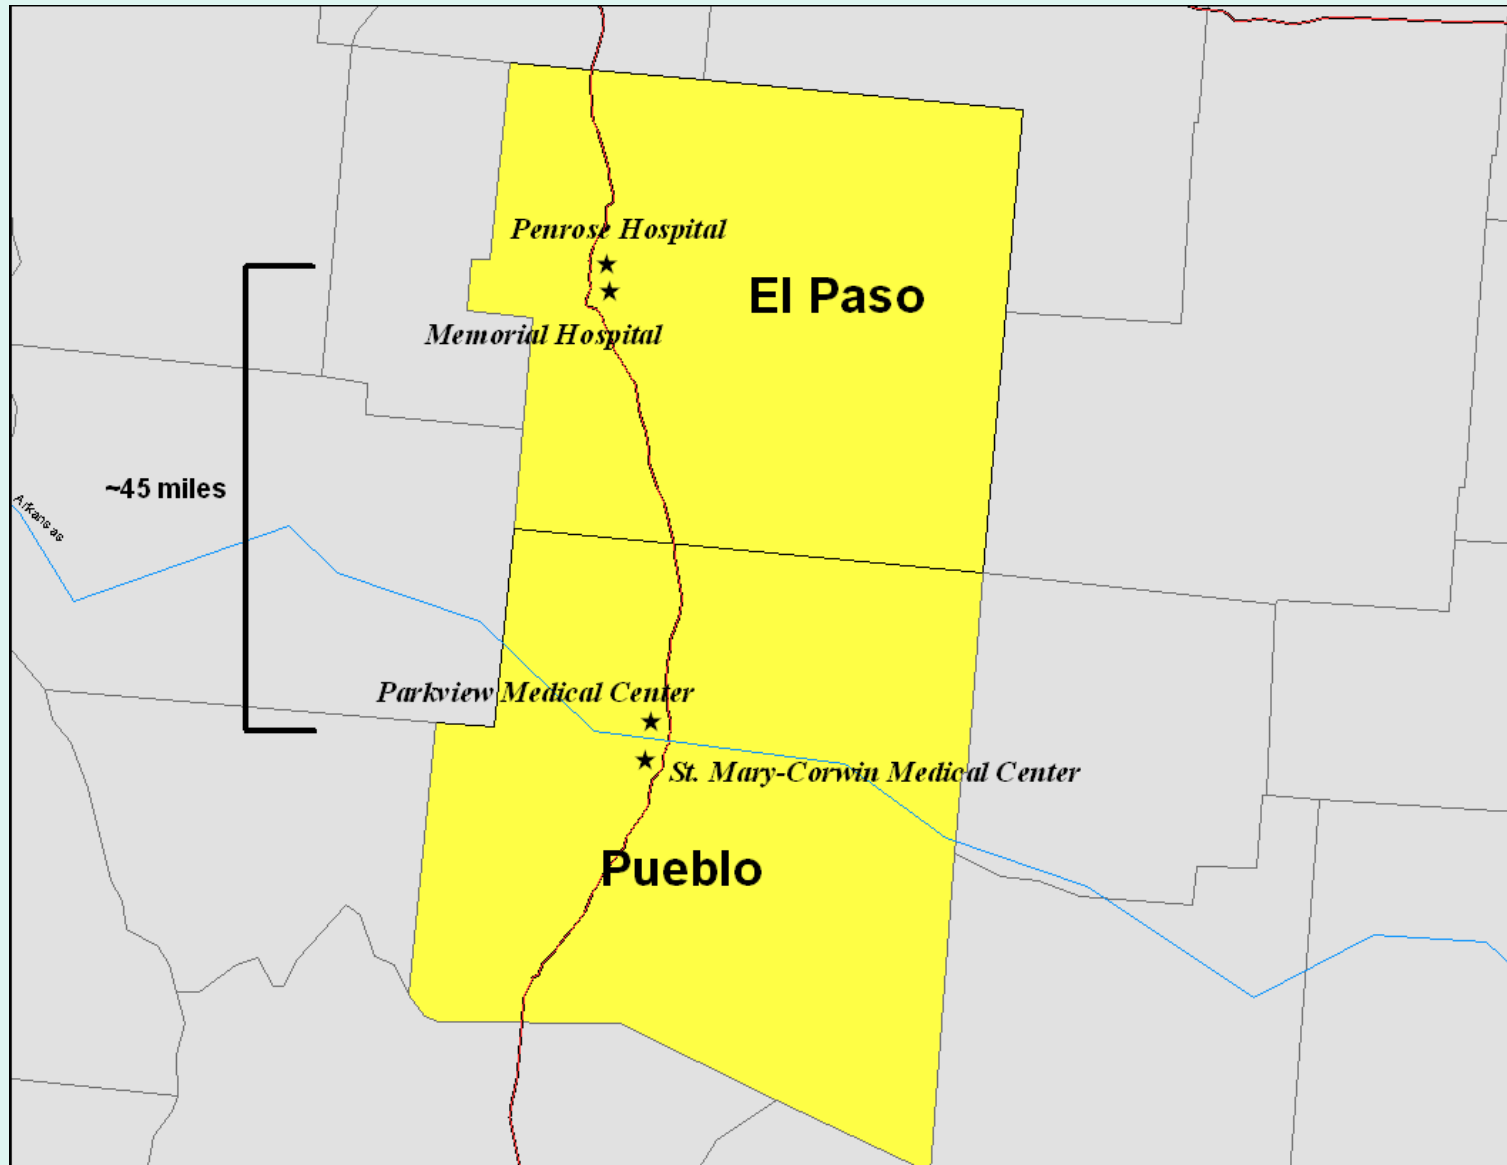 Penrose Hospital
El Paso
Memorial Hospital
~45 miles
Arkansas
Parkview Medical Center
St. Mary-Corwin Medical Center
Pueblo